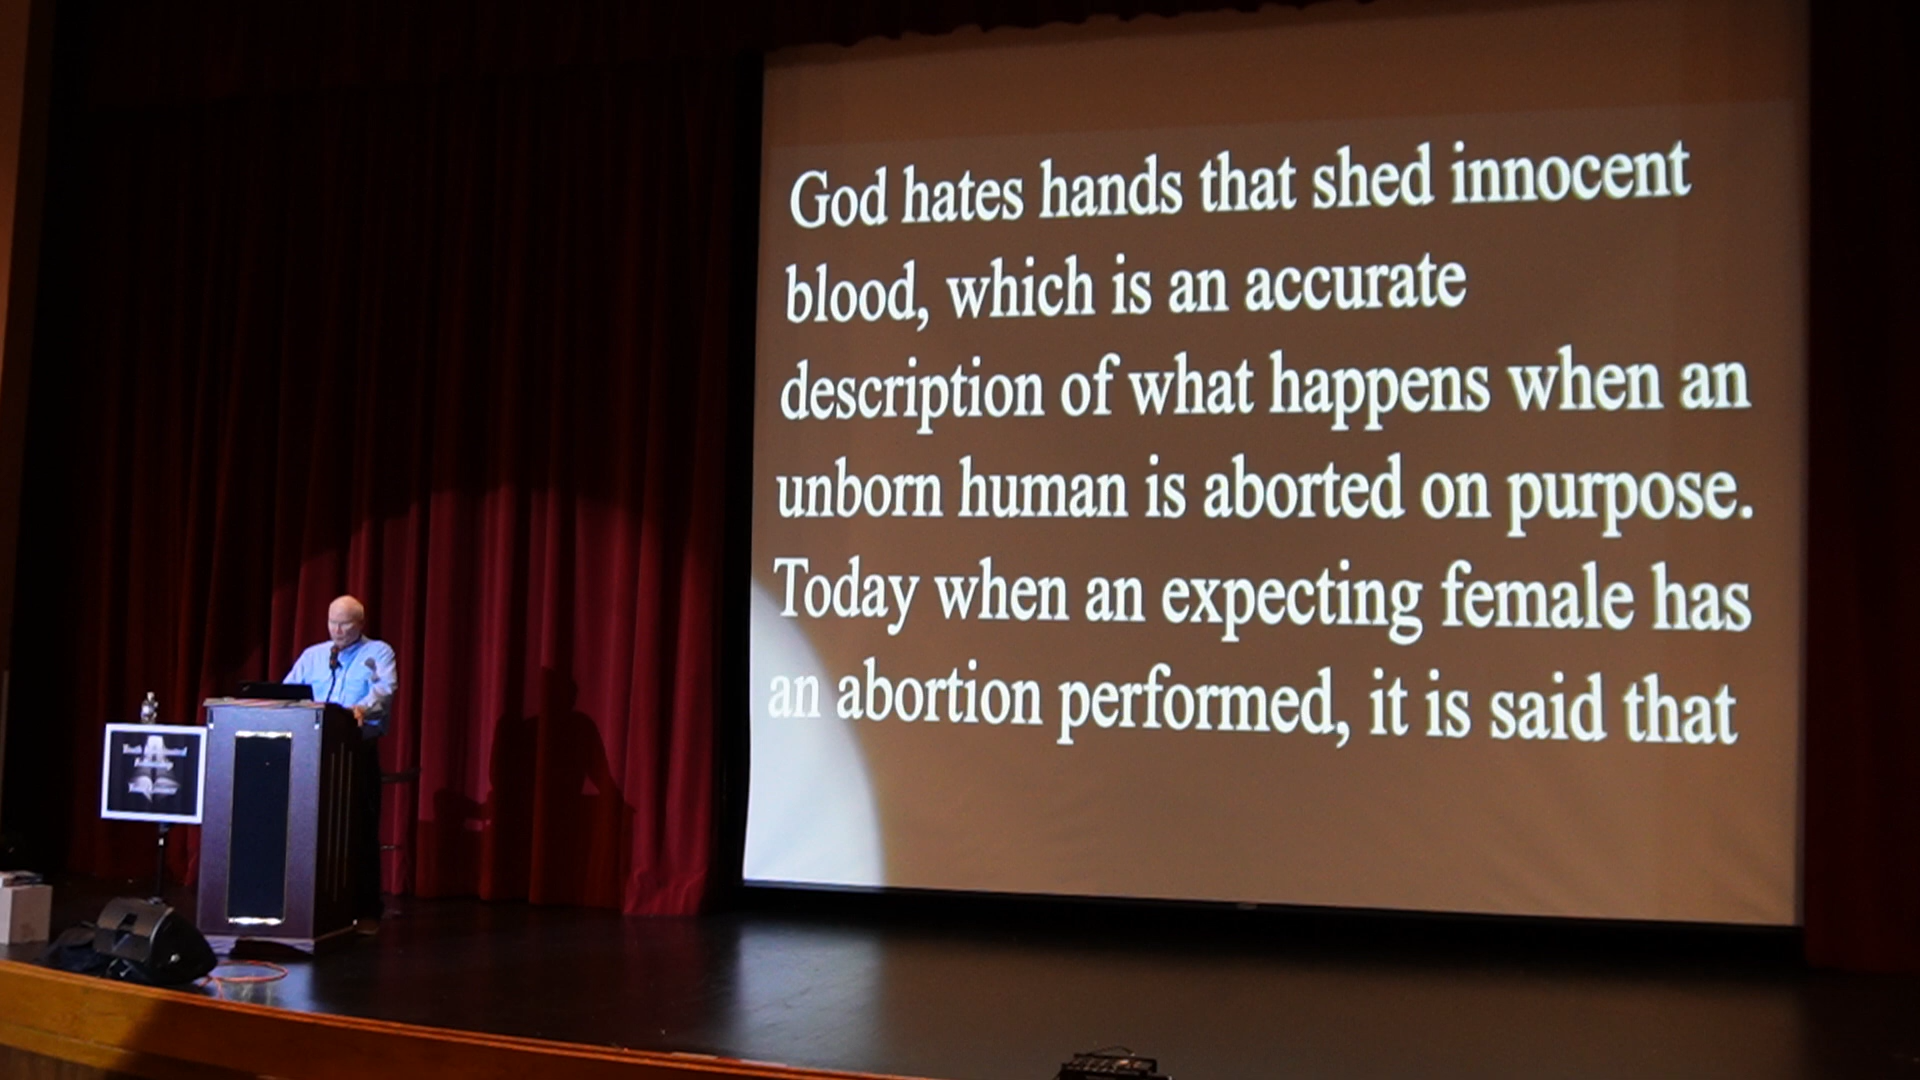 God hates hands that shed innocent
blood, which is an accurate
description of what happens when an
unborn human is aborted on purpose.
Today when an expecting female has
an abortion performed, it is said that